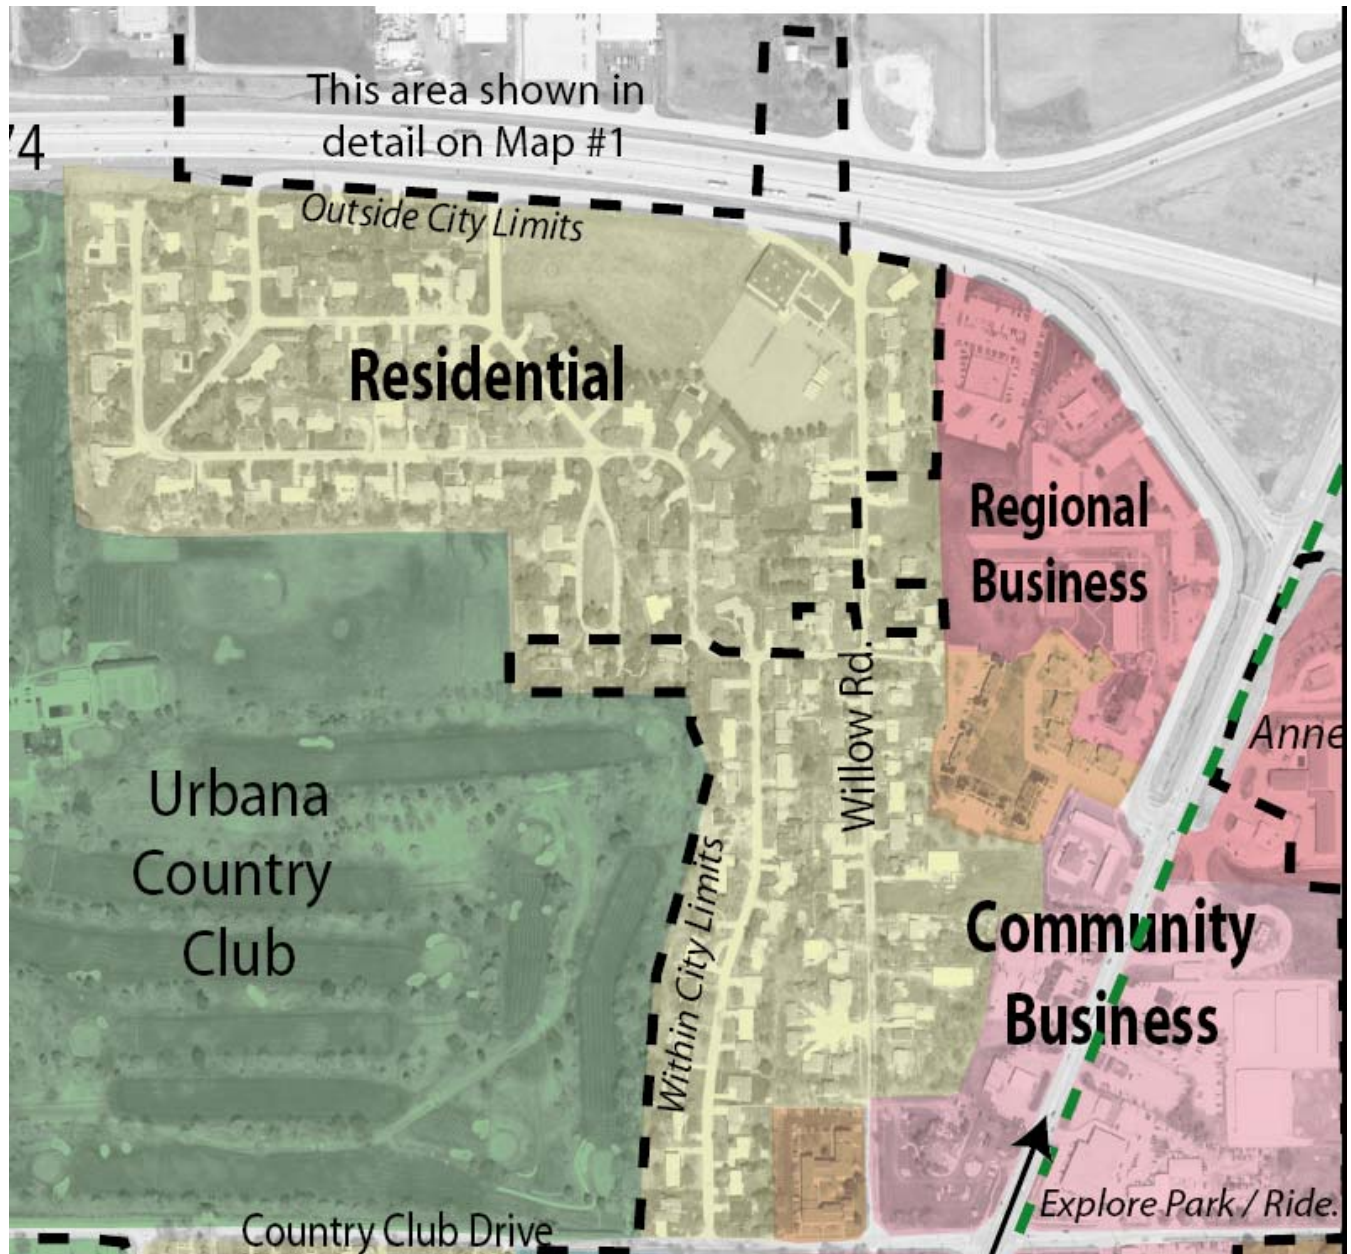 This area shown in
detail on Map #1
74
Outside City Limits
Residential
Regional
Business
Willow Rd.
Anne
Urbana
Country
Club
Within City Limits
Community
Business
Explore Park / Ride.
Country Club Drive